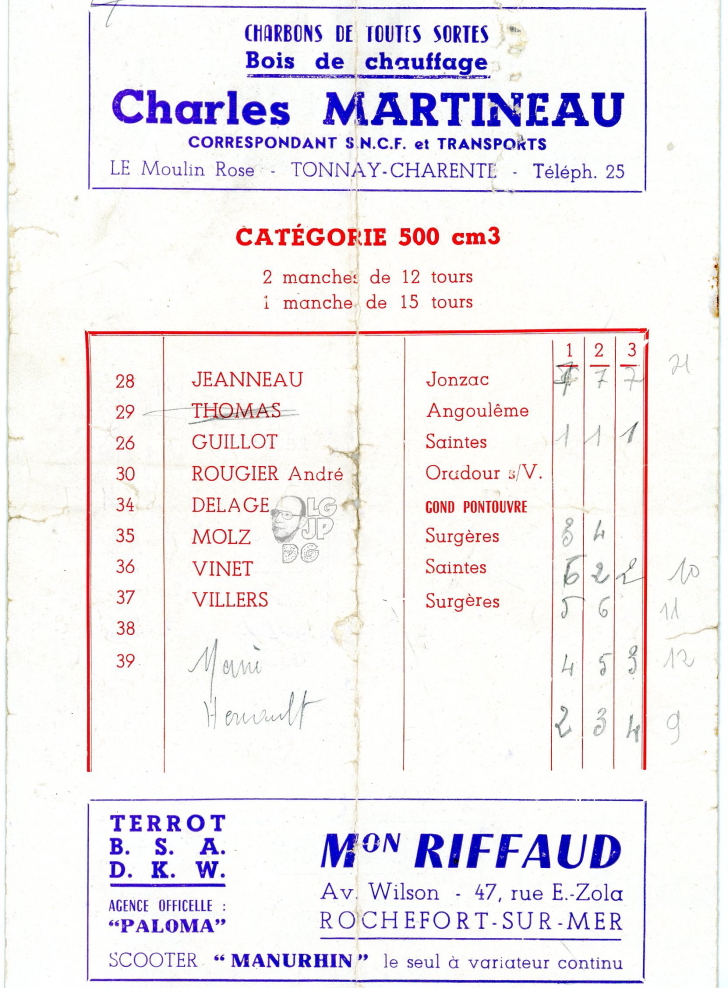 CHARBONS DE TOUTES SORTES
Bois de chauffage
Charles MARTINEAU
CORRESPONDANT S.N.C.F. et TRANSPORTS
LE Moulin Rose - TONNAY-CHARENTE - Téléph. 25
CATÉGORIE 500 cm3
2 manches de 12 tours
1 manche de 15 tours
1 2 3
28 JEANNEAU Jonzac 7 7 21
29 THOMAS Angoulême
26 GUILLOT Saintes 1 1 1
30 ROUGIER André Oradour s/V.
34 DELAGE GOND PONTOUVRE
LG
JP
DG
35 MOLZ Surgères 3 4
36 VINET Saintes 6 2 2 10
37 VILLERS Surgères 5 6 11
38
39 4 5 3 12
2 3 4 9
TERROT
B. S. A.
D. K. W.
AGENCE OFFICELLE :
"PALOMA"
Mon RIFFAUD
Av. Wilson - 47, rue E.-Zola
ROCHEFORT-SUR-MER
SCOOTER "MANURHIN" le seul à variateur continu